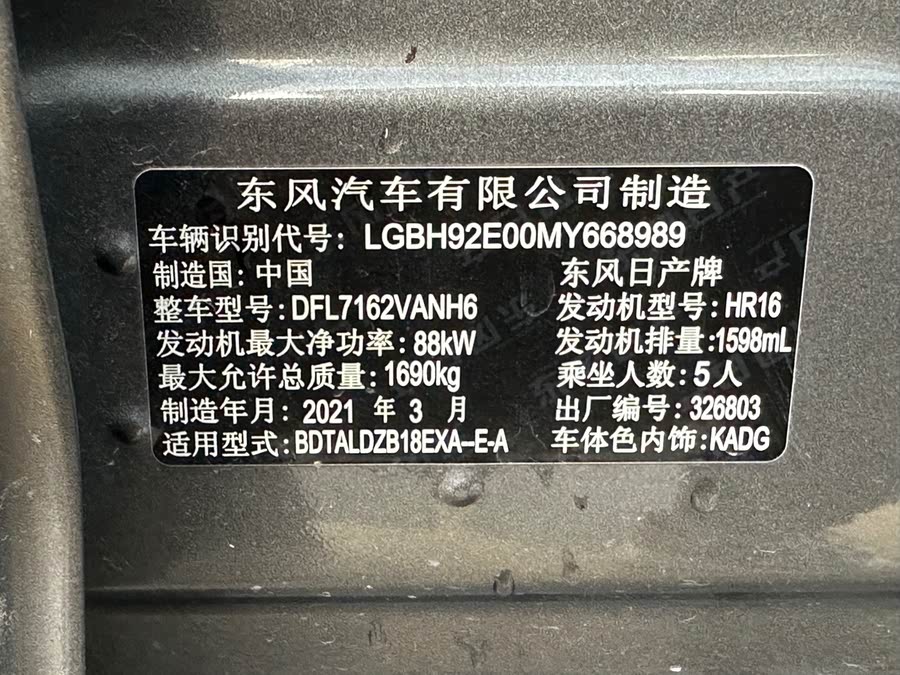 东风汽车有限公司制造
车辆识别代号：LGBH92E00MY668989
制造国：中国 东风日产牌
整车型号：DFL7162VANH6 发动机型号：HR16
发动机最大净功率：88kW 发动机排量：1598mL
最大允许总质量：1690kg 乘坐人数：5人
制造年月：2021 年 3 月 出厂编号：326803
适用型式：BDTALDZB18EXA-E-A 车体色内饰：KADG